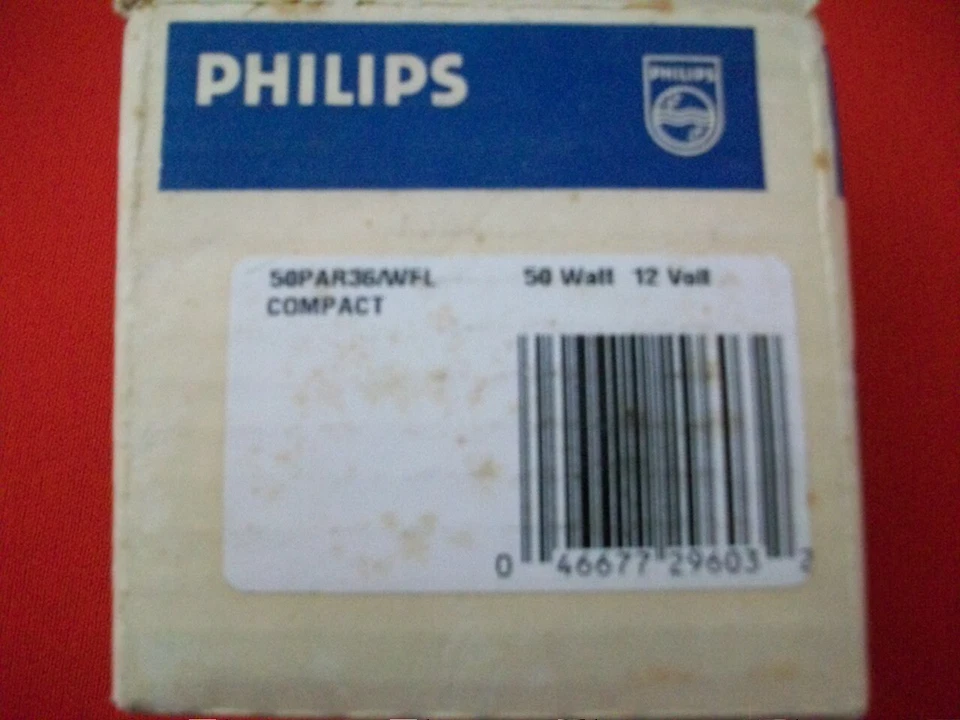 PHILIPS
PHILIPS
50PAR36/WFL 50 Watt 12 Volt
COMPACT
0 46677 29603 2